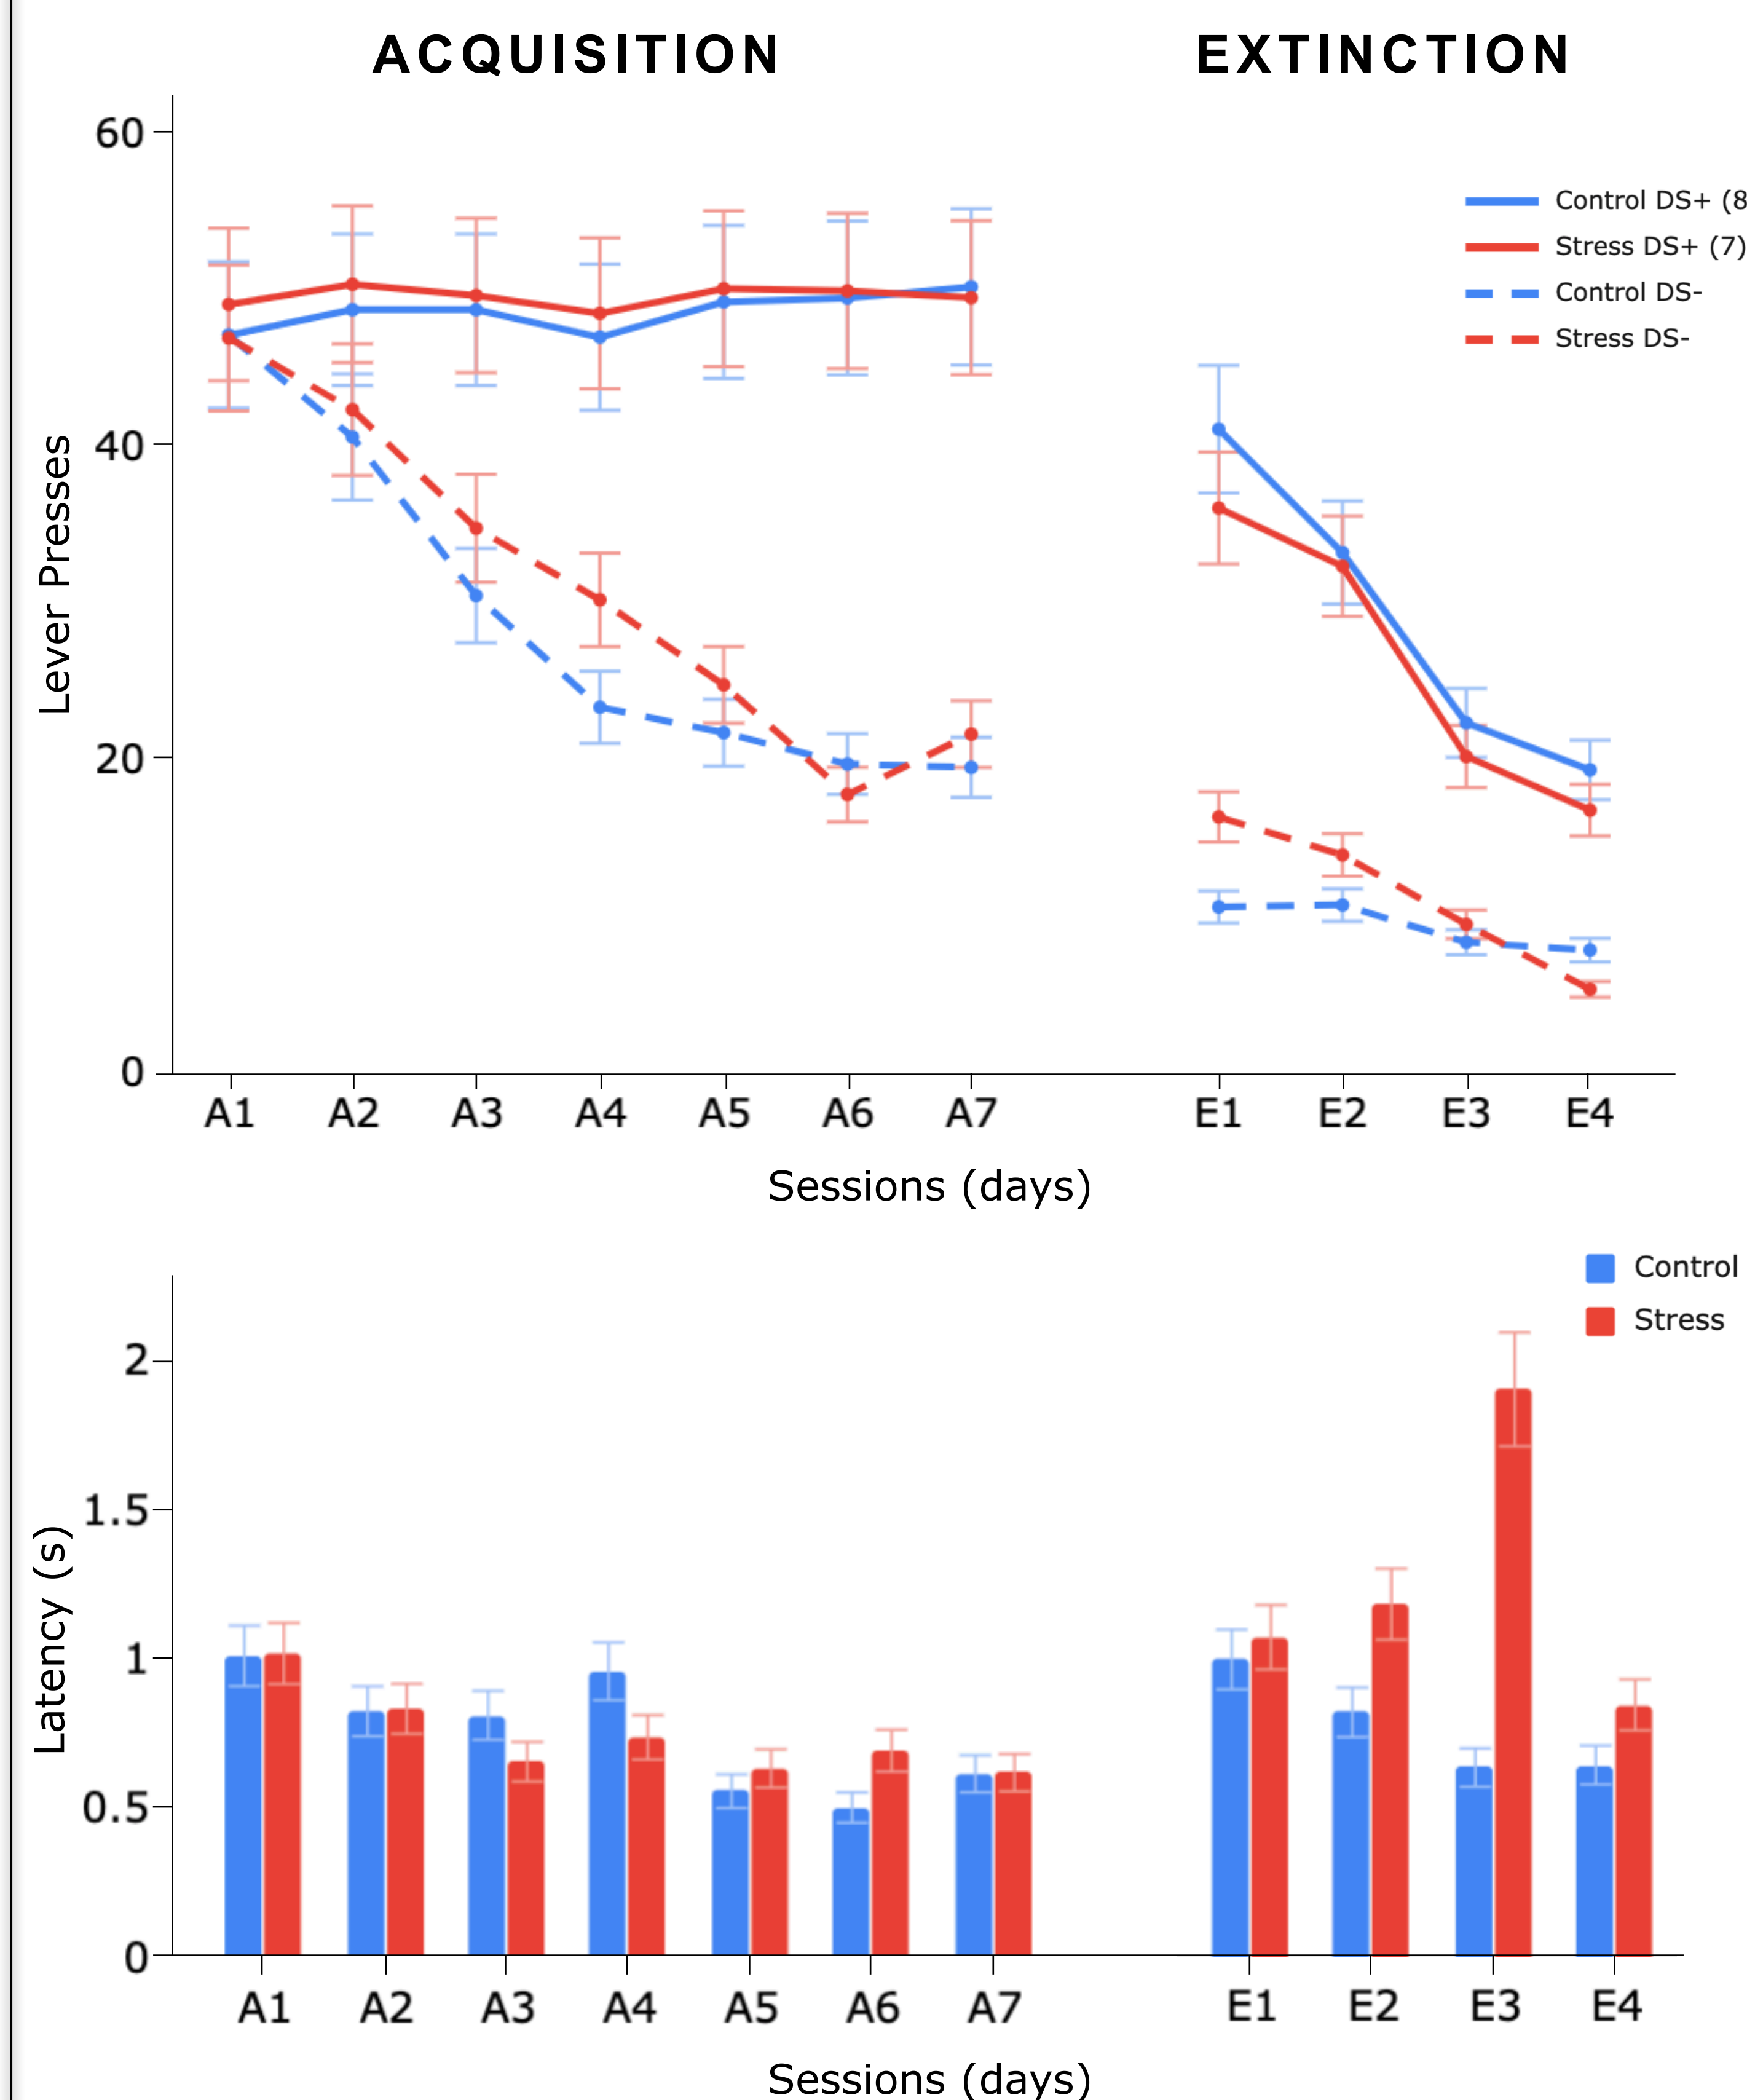 ACQUISITION EXTINCTION
60
Control DS+ (8
Stress DS+ (7)
Control DS-
Stress DS-
40
Lever Presses
20
0
A1 A2 A3 A4 A5 A6 A7 E1 E2 E3 E4
Sessions (days)
Control
Stress
2
1.5
Latency (s)
1
0.5
0
A1 A2 A3 A4 A5 A6 A7 E1 E2 E3 E4
Sessions (days)